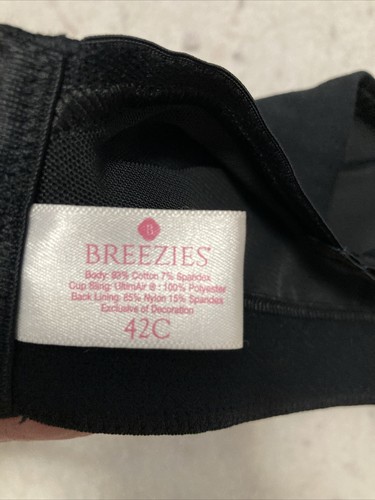 B
BREEZIES
Body: 93% Cotton 7% Spandex
Cup Sling: UltimAir ®: 100% Polyester
Back Lining: 85% Nylon 15% Spandex
Exclusive of Decoration
42C